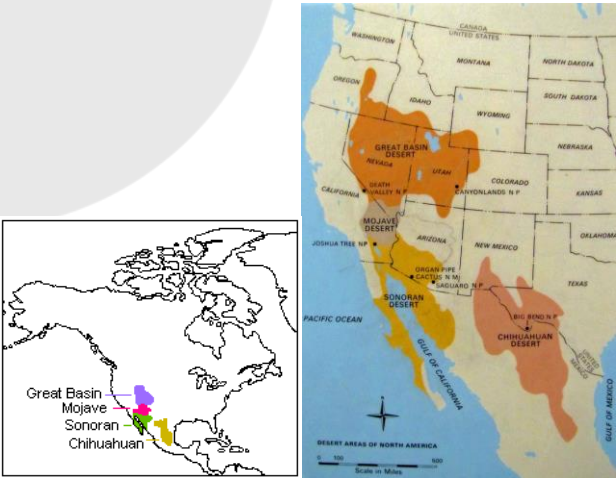 Great Basin
Mojave
Sonoran
Chihuahuan
CANADA
UNITED STATES
WASHINGTON
MONTANA
NORTH DAKOTA
OREGON
IDAHO
SOUTH DAKOTA
WYOMING
NEBRASKA
GREAT BASIN
DESERT
NEVADA
UTAH
COLORADO
KANSAS
CALIFORNIA
DEATH
VALLEY N P
CANYONLANDS N P
MOJAVE
DESERT
JOSHUA TREE NP
ARIZONA
NEW MEXICO
OKLAHOMA
TEXAS
ORGAN PIPE
CACTUS N M
SAGUARO N P
SONORAN
DESERT
BIG BEND N P
CHIHUAHUAN
DESERT
UNITED
STATES
MEXICO
PACIFIC OCEAN
GULF OF CALIFORNIA
GULF OF MEXICO
DESERT AREAS OF NORTH AMERICA
0 100 500
Scale in Miles